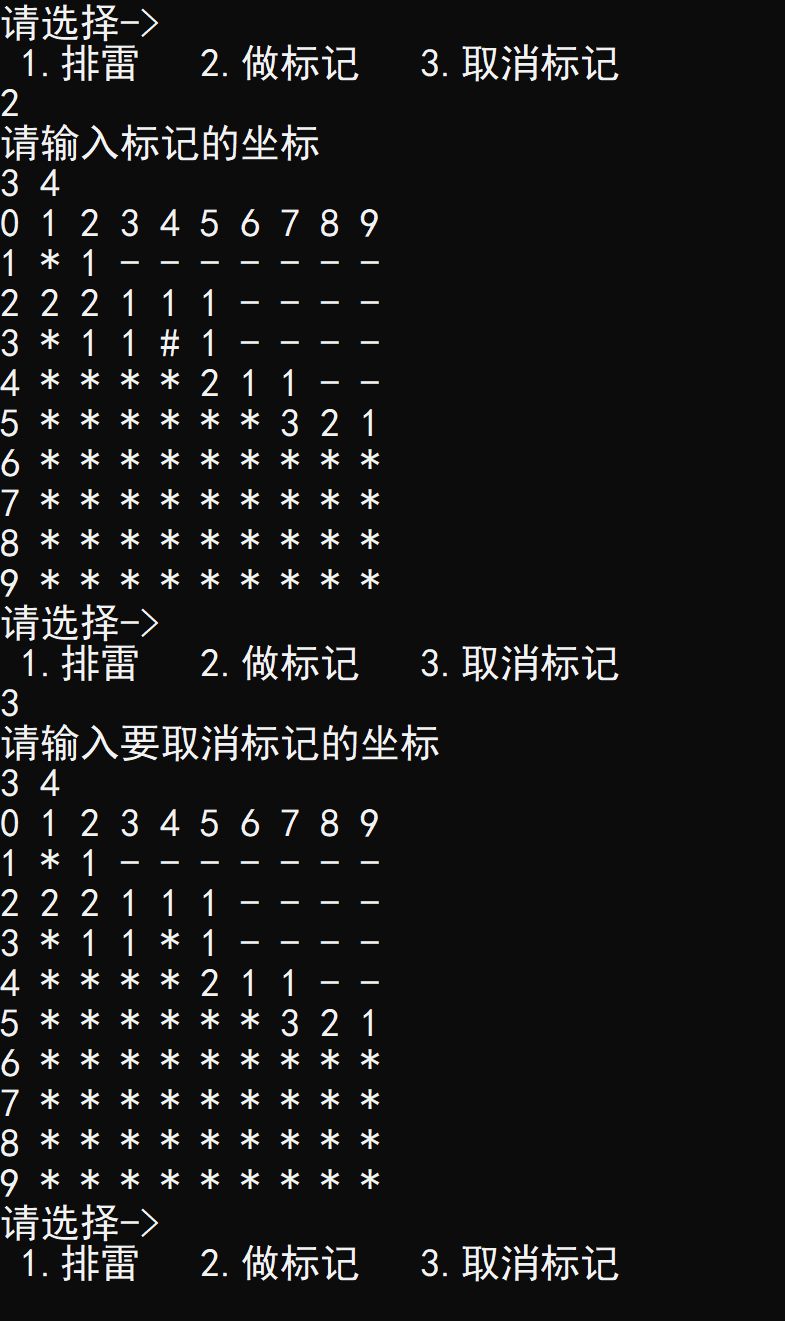 请选择->
 1.排雷   2.做标记   3.取消标记
2
请输入标记的坐标
3 4
0 1 2 3 4 5 6 7 8 9
1 * 1 - - - - - - -
2 2 2 1 1 1 - - - -
3 * 1 1 # 1 - - - -
4 * * * * 2 1 1 - -
5 * * * * * * 3 2 1
6 * * * * * * * * *
7 * * * * * * * * *
8 * * * * * * * * *
9 * * * * * * * * *
请选择->
 1.排雷   2.做标记   3.取消标记
3
请输入要取消标记的坐标
3 4
0 1 2 3 4 5 6 7 8 9
1 * 1 - - - - - - -
2 2 2 1 1 1 - - - -
3 * 1 1 * 1 - - - -
4 * * * * 2 1 1 - -
5 * * * * * * 3 2 1
6 * * * * * * * * *
7 * * * * * * * * *
8 * * * * * * * * *
9 * * * * * * * * *
请选择->
 1.排雷   2.做标记   3.取消标记